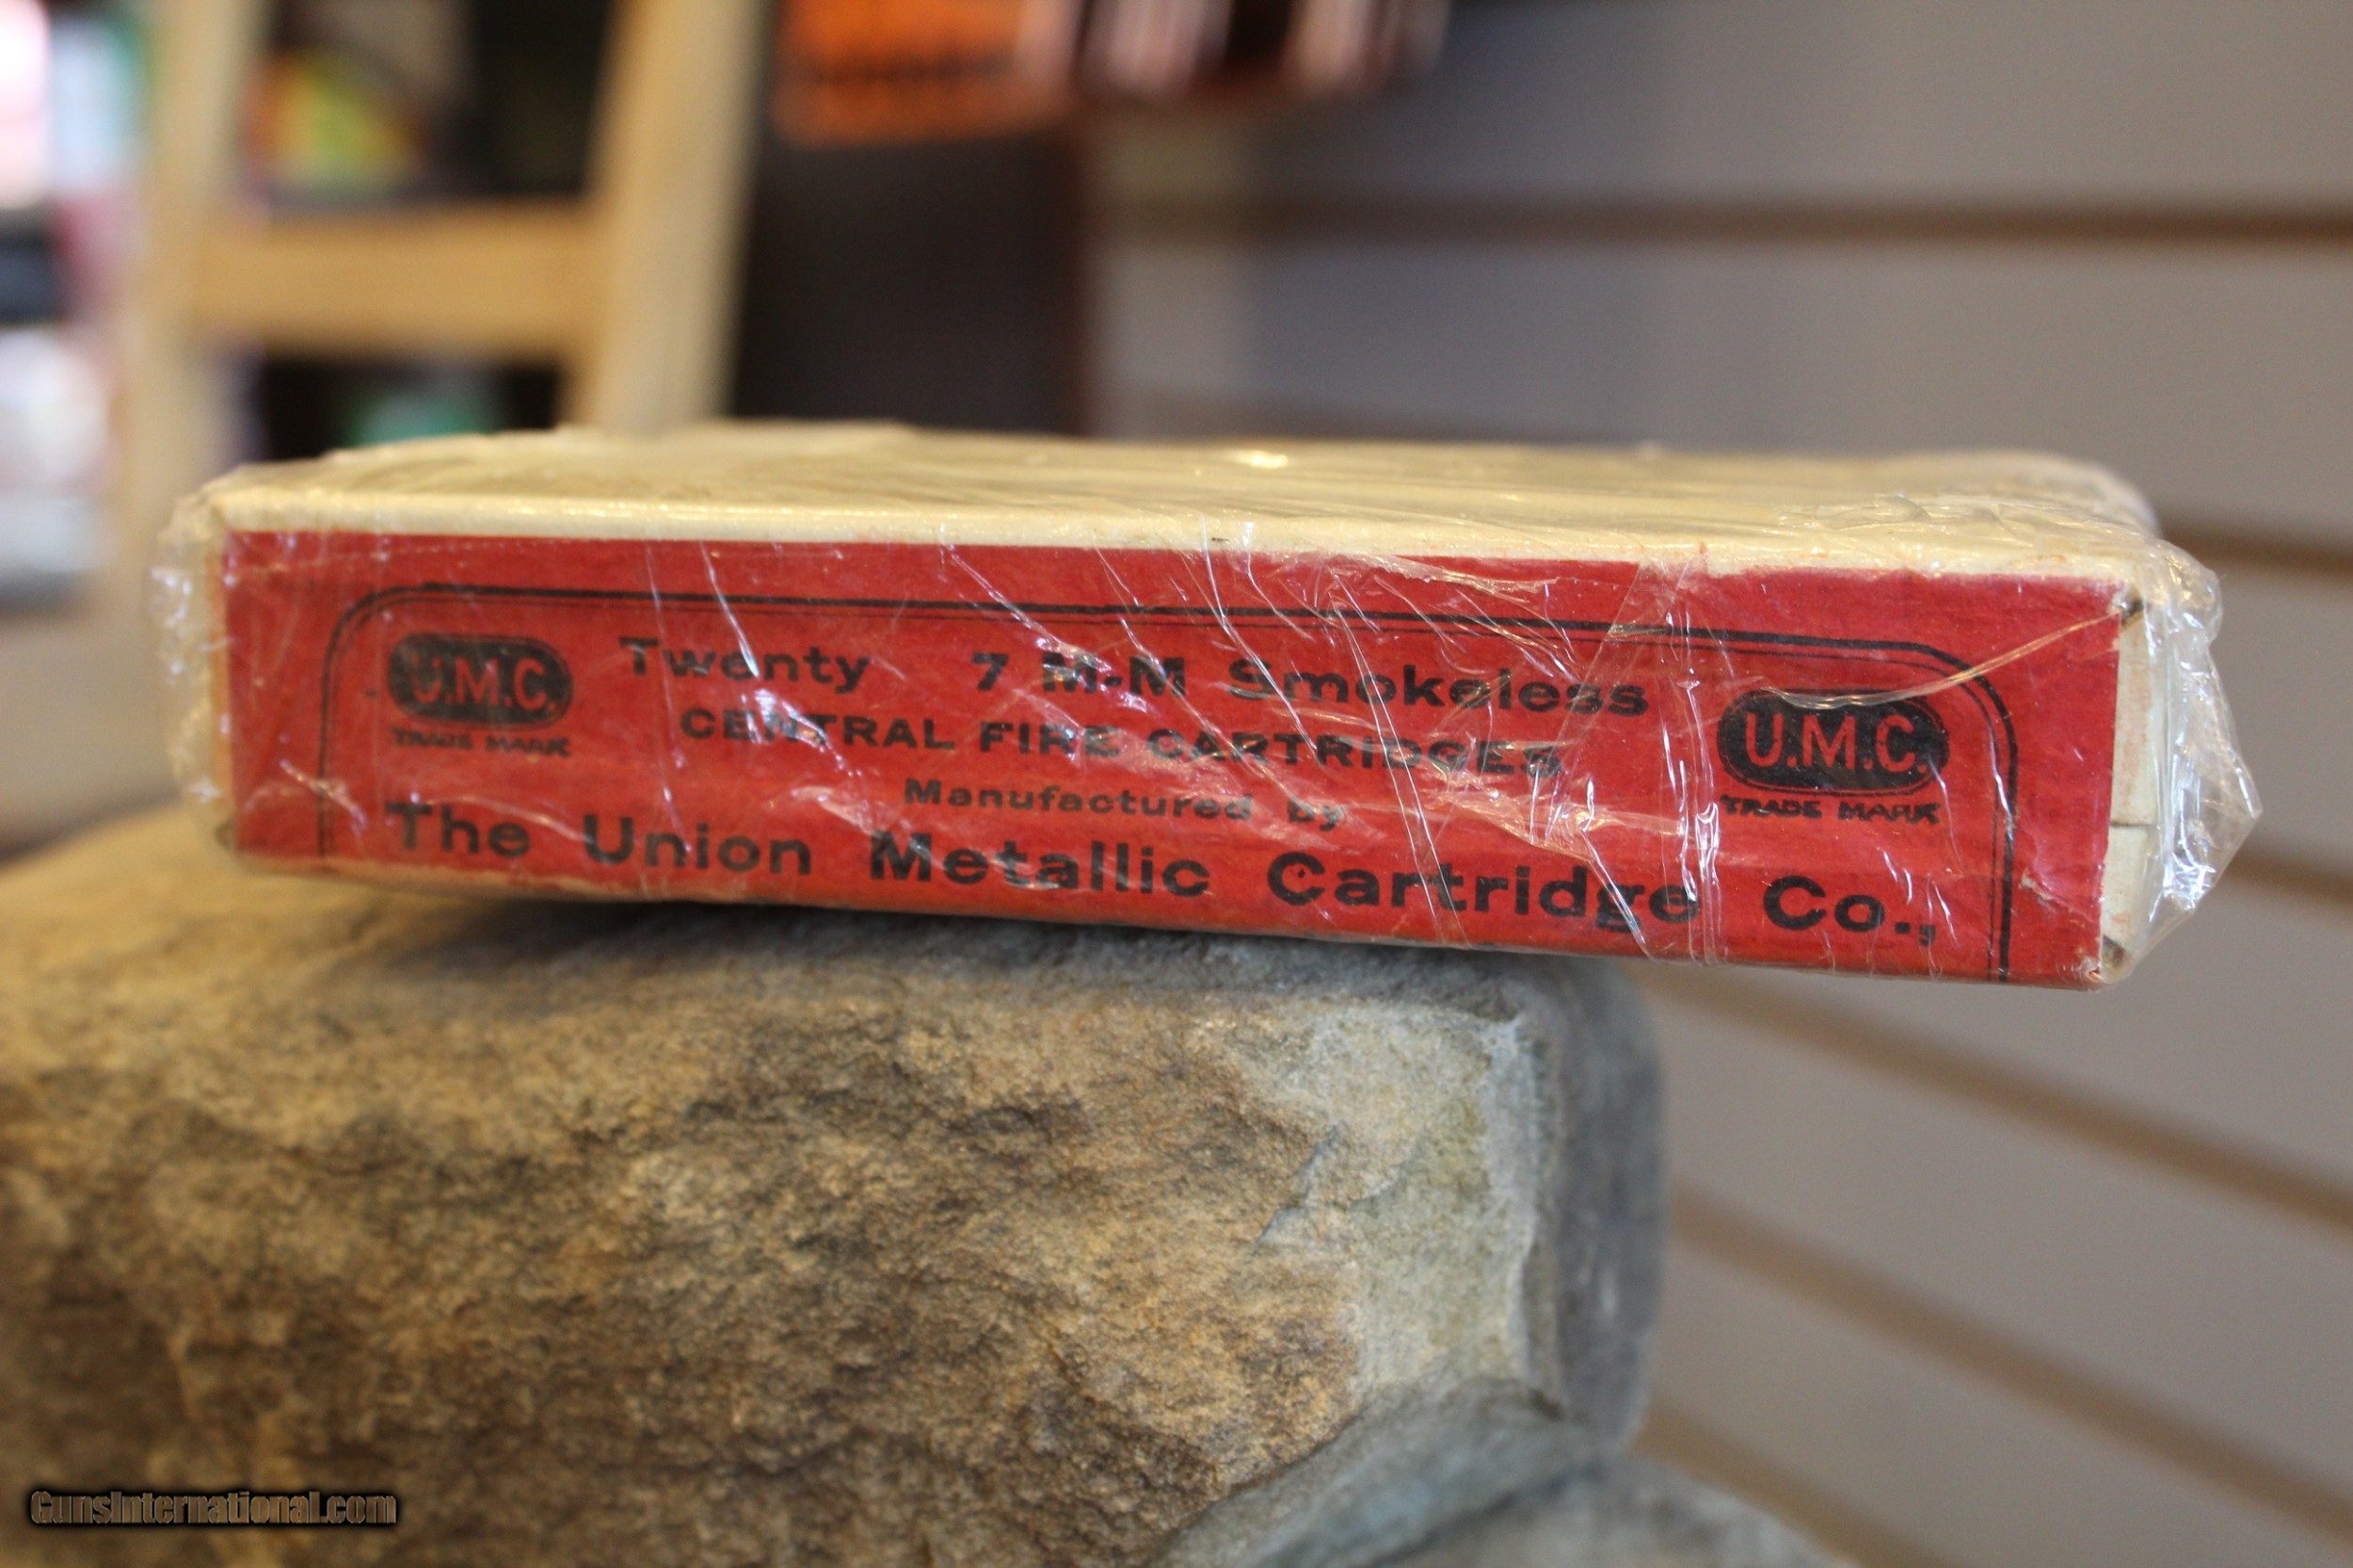 U.M.C.
TRADE MARK
Twenty 7 M-M Smokeless
CENTRAL FIRE CARTRIDGES
Manufactured by
The Union Metallic Cartridge Co.,
U.M.C.
TRADE MARK
GunsInternational.com